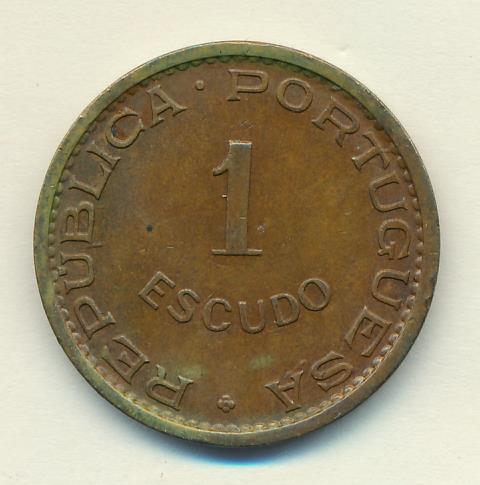 REPUBLICA · PORTUGUESA
1
ESCUDO